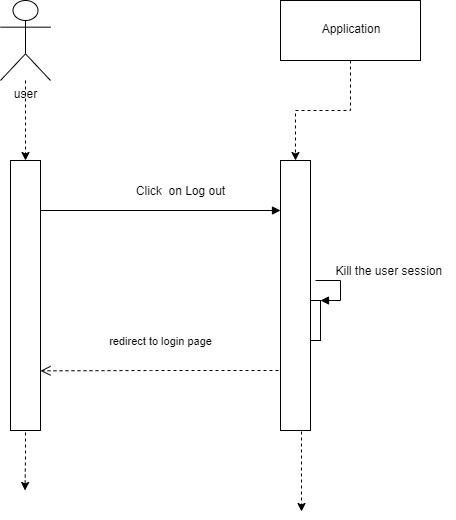 Application
user
Click  on Log out
Kill the user session
redirect to login page